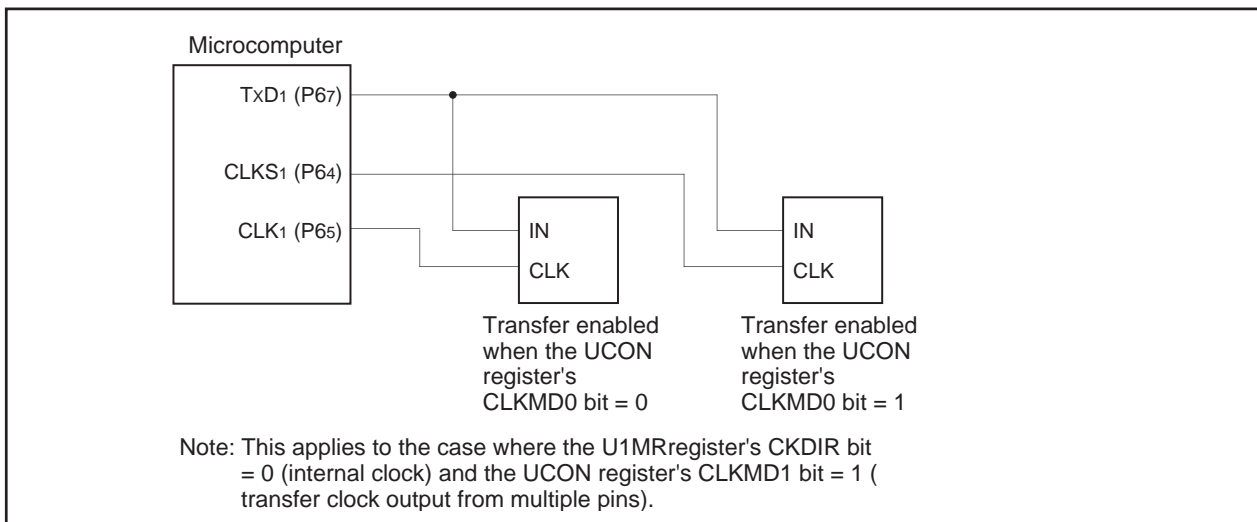 Microcomputer
TXD1 (P67)
CLKS1 (P64)
CLK1 (P65)
IN
CLK
IN
CLK
Transfer enabled
when the UCON
register's
CLKMD0 bit = 0
Transfer enabled
when the UCON
register's
CLKMD0 bit = 1
Note: This applies to the case where the U1MRregister's CKDIR bit
= 0 (internal clock) and the UCON register's CLKMD1 bit = 1 (
transfer clock output from multiple pins).